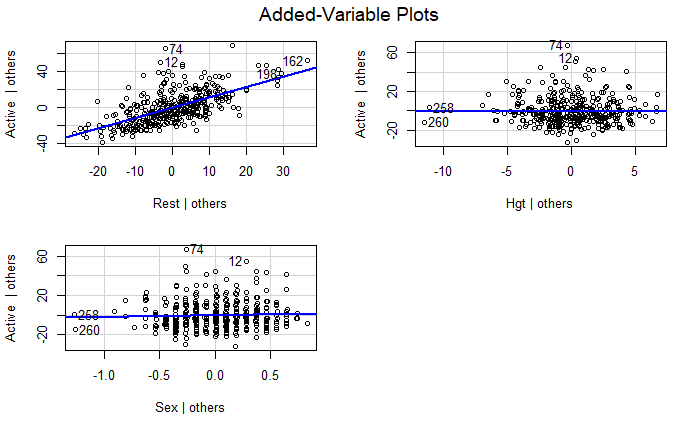 Added-Variable Plots
Active | others
40
0
-40
74
12
198
162
-20 -10 0 10 20 30
Rest | others
Active | others
60
20
-20
74
12
258
260
-10 -5 0 5
Hgt | others
Active | others
60
20
-20
74
12
258
260
-1.0 -0.5 0.0 0.5
Sex | others